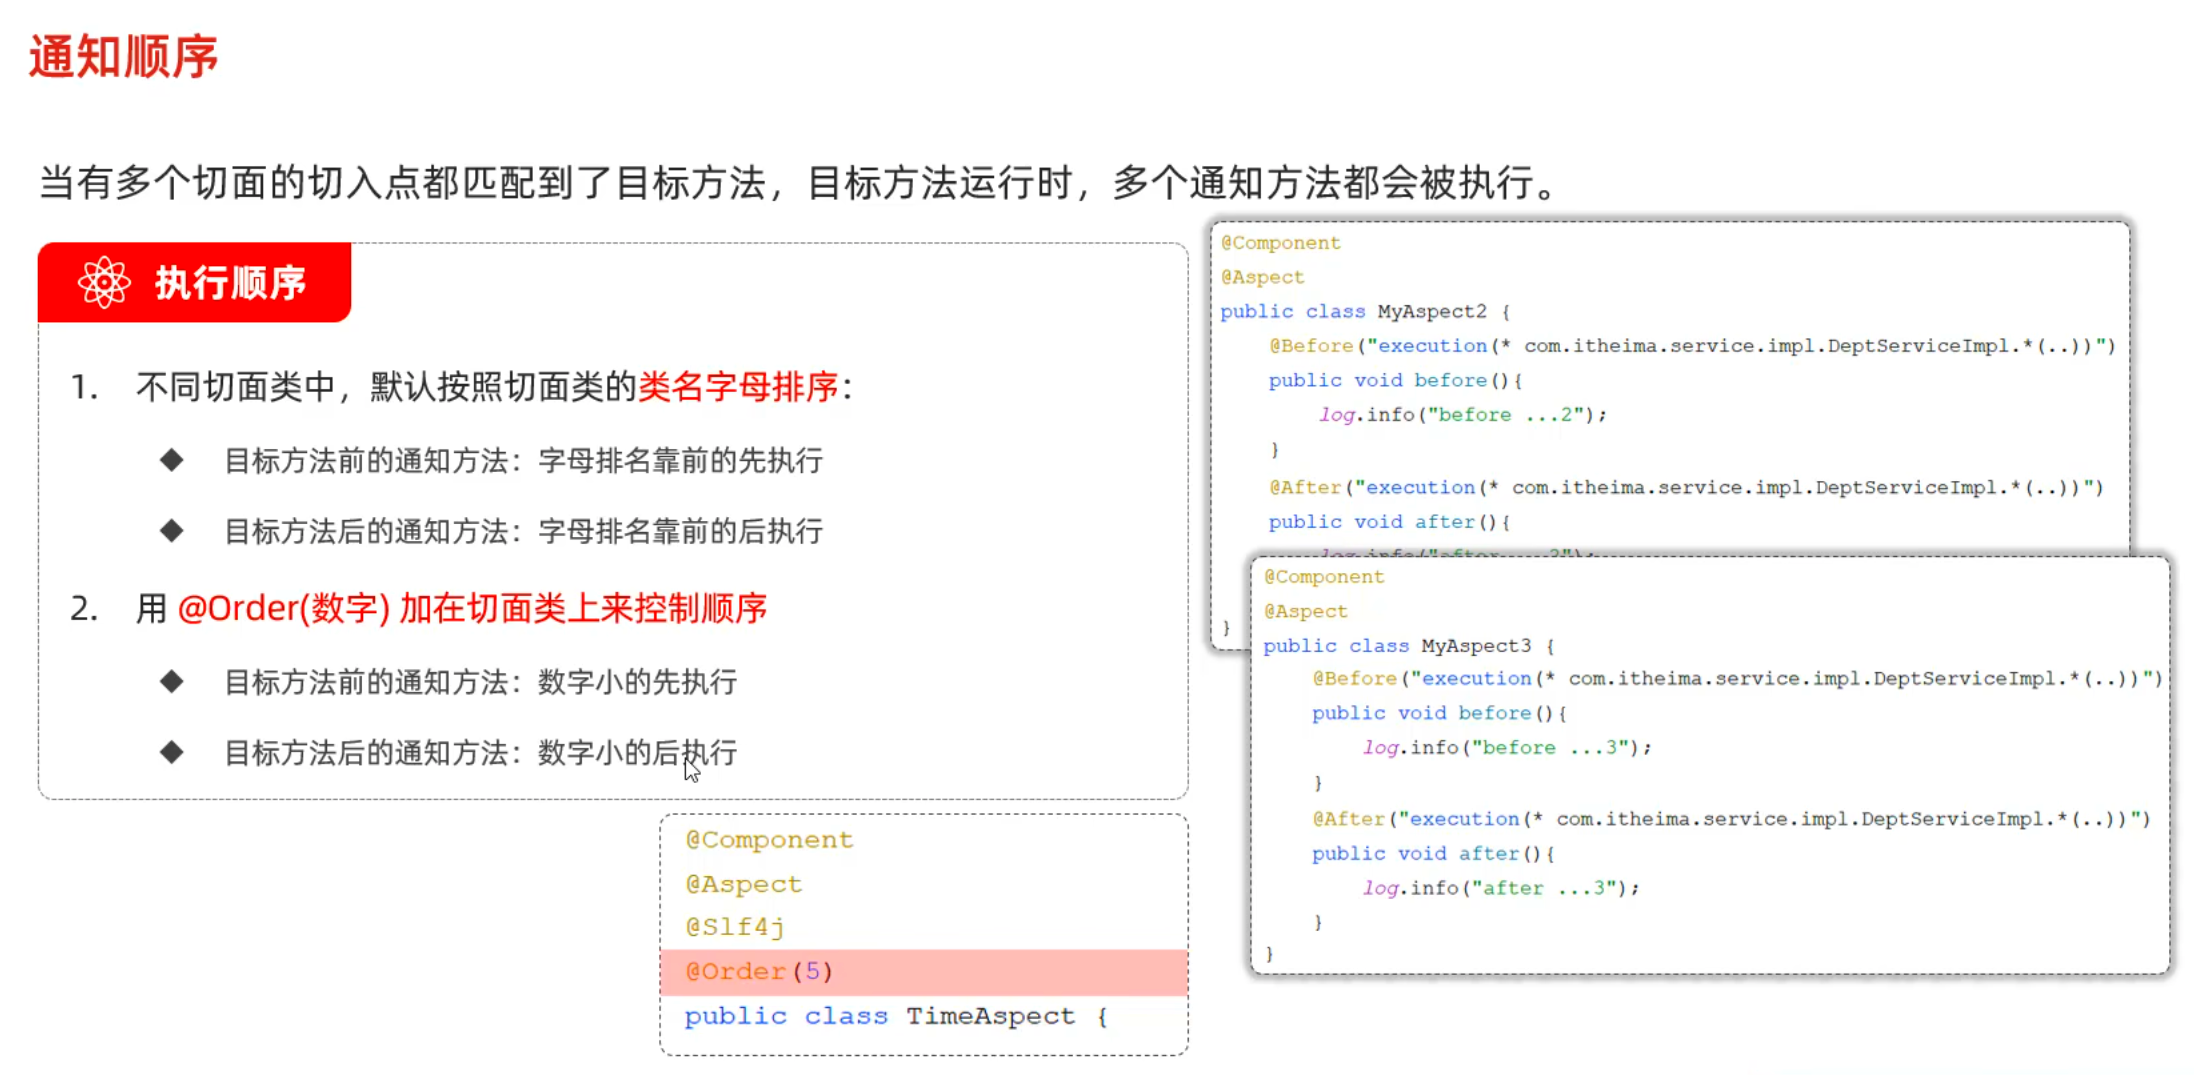 通知顺序
当有多个切面的切入点都匹配到了目标方法，目标方法运行时，多个通知方法都会被执行。
执行顺序
1. 不同切面类中，默认按照切面类的类名字母排序：
◆ 目标方法前的通知方法：字母排名靠前的先执行
◆ 目标方法后的通知方法：字母排名靠前的后执行
2. 用 @Order(数字) 加在切面类上来控制顺序
◆ 目标方法前的通知方法：数字小的先执行
◆ 目标方法后的通知方法：数字小的后执行
@Component
@Aspect
@Slf4j
@Order(5)
public class TimeAspect {
@Component
@Aspect
public class MyAspect2 {
@Before("execution(* com.itheima.service.impl.DeptServiceImpl.*(..))")
public void before(){
log.info("before ...2");
}
@After("execution(* com.itheima.service.impl.DeptServiceImpl.*(..))")
public void after(){
}
@Component
@Aspect
public class MyAspect3 {
@Before("execution(* com.itheima.service.impl.DeptServiceImpl.*(..))")
public void before(){
log.info("before ...3");
}
@After("execution(* com.itheima.service.impl.DeptServiceImpl.*(..))")
public void after(){
log.info("after ...3");
}
}